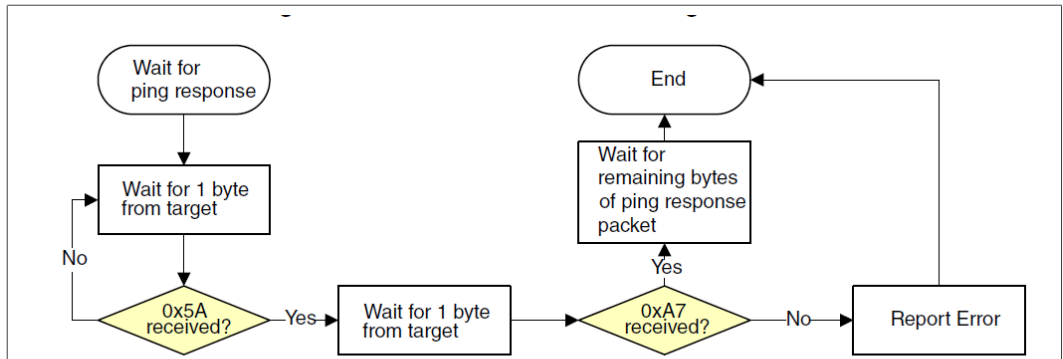 Wait for
ping response
Wait for 1 byte
from target
No
0x5A
received?
Yes
Wait for 1 byte
from target
0xA7
received?
Yes
Wait for
remaining bytes
of ping response
packet
End
No
Report Error